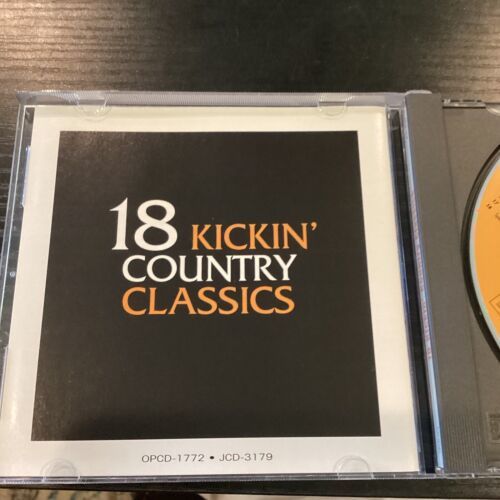 18 KICKIN'
COUNTRY
CLASSICS
OPCD-1772 • JCD-3179